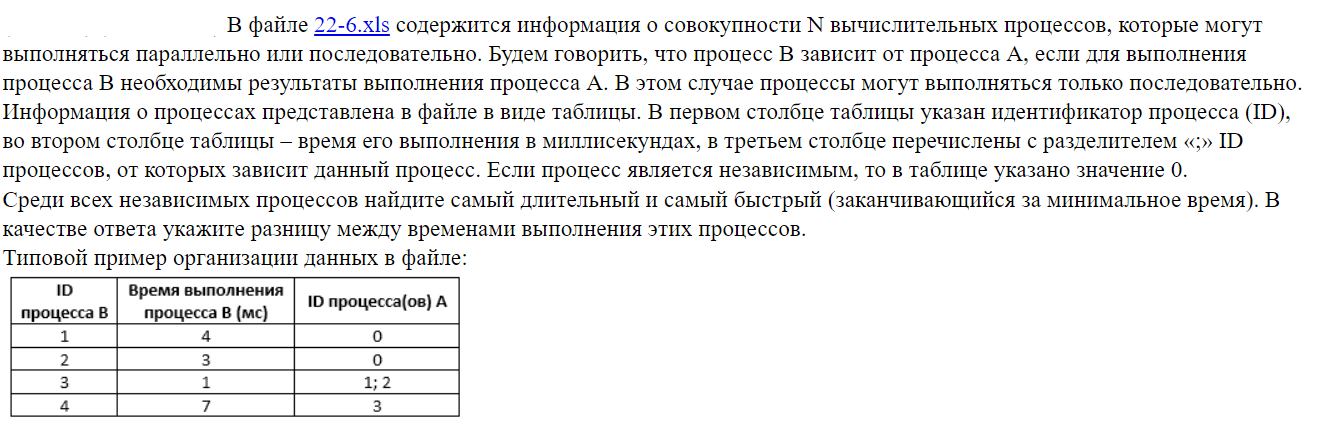 В файле 22-6.xls содержится информация о совокупности N вычислительных процессов, которые могут
выполняться параллельно или последовательно. Будем говорить, что процесс B зависит от процесса A, если для выполнения
процесса B необходимы результаты выполнения процесса A. В этом случае процессы могут выполняться только последовательно.
Информация о процессах представлена в файле в виде таблицы. В первом столбце таблицы указан идентификатор процесса (ID),
во втором столбце таблицы – время его выполнения в миллисекундах, в третьем столбце перечислены с разделителем «;» ID
процессов, от которых зависит данный процесс. Если процесс является независимым, то в таблице указано значение 0.
Среди всех независимых процессов найдите самый длительный и самый быстрый (заканчивающийся за минимальное время). В
качестве ответа укажите разницу между временами выполнения этих процессов.
Типовой пример организации данных в файле:
ID процесса B | Время выполнения процесса B (мс) | ID процесса(ов) A
1 | 4 | 0
2 | 3 | 0
3 | 1 | 1; 2
4 | 7 | 3